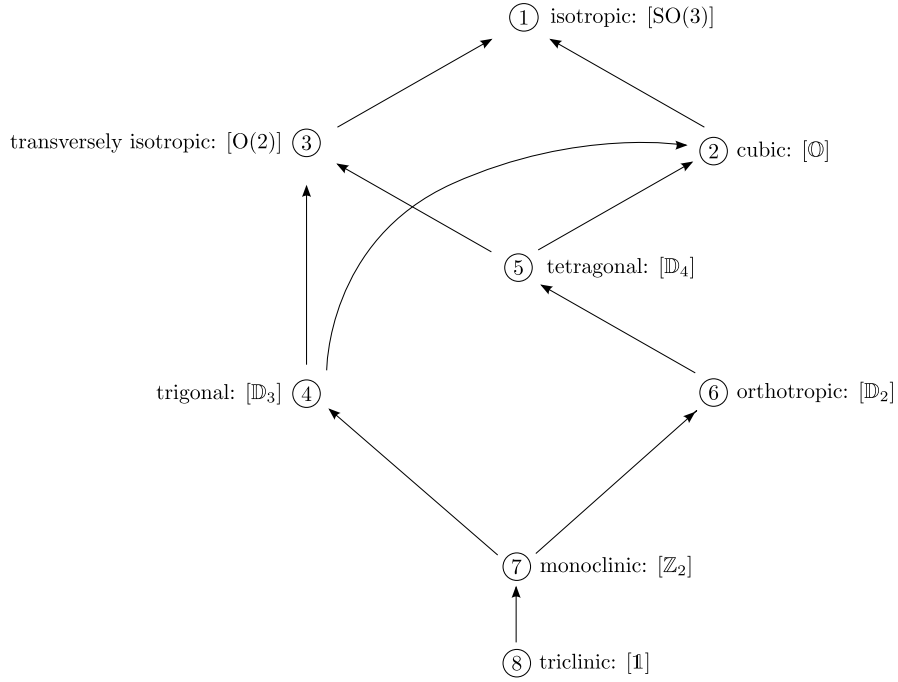 ① isotropic: [SO(3)]
transversely isotropic: [O(2)] ③
② cubic: [𝕆]
⑤ tetragonal: [𝔻₄]
trigonal: [𝔻₃] ④
⑥ orthotropic: [𝔻₂]
⑦ monoclinic: [ℤ₂]
⑧ triclinic: [𝟙]